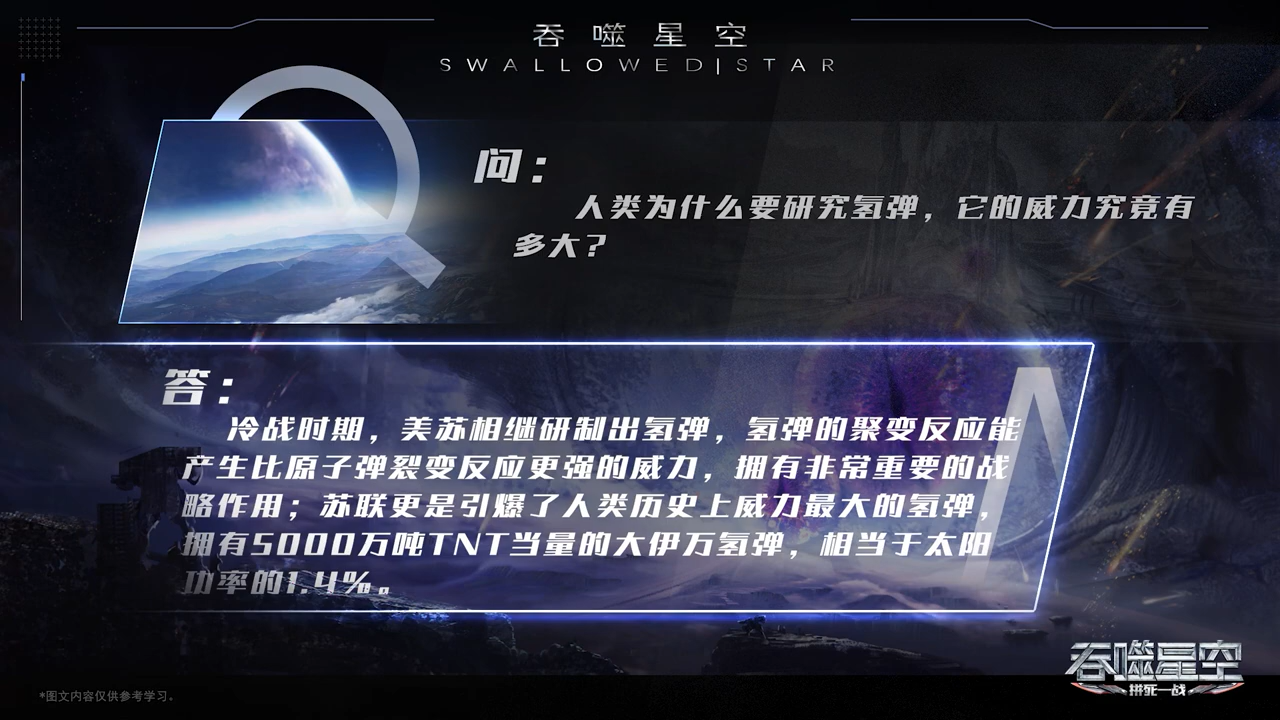 吞噬星空
SWALLOWED|STAR
问：
人类为什么要研究氢弹，它的威力究竟有
多大？
答：
冷战时期，美苏相继研制出氢弹，氢弹的聚变反应能
产生比原子弹裂变反应更强的威力，拥有非常重要的战
略作用；苏联更是引爆了人类历史上威力最大的氢弹，
拥有5000万吨TNT当量的大伊万氢弹，相当于太阳
功率的1.4%。
吞噬星空
拼死一战
*图文内容仅供参考学习。